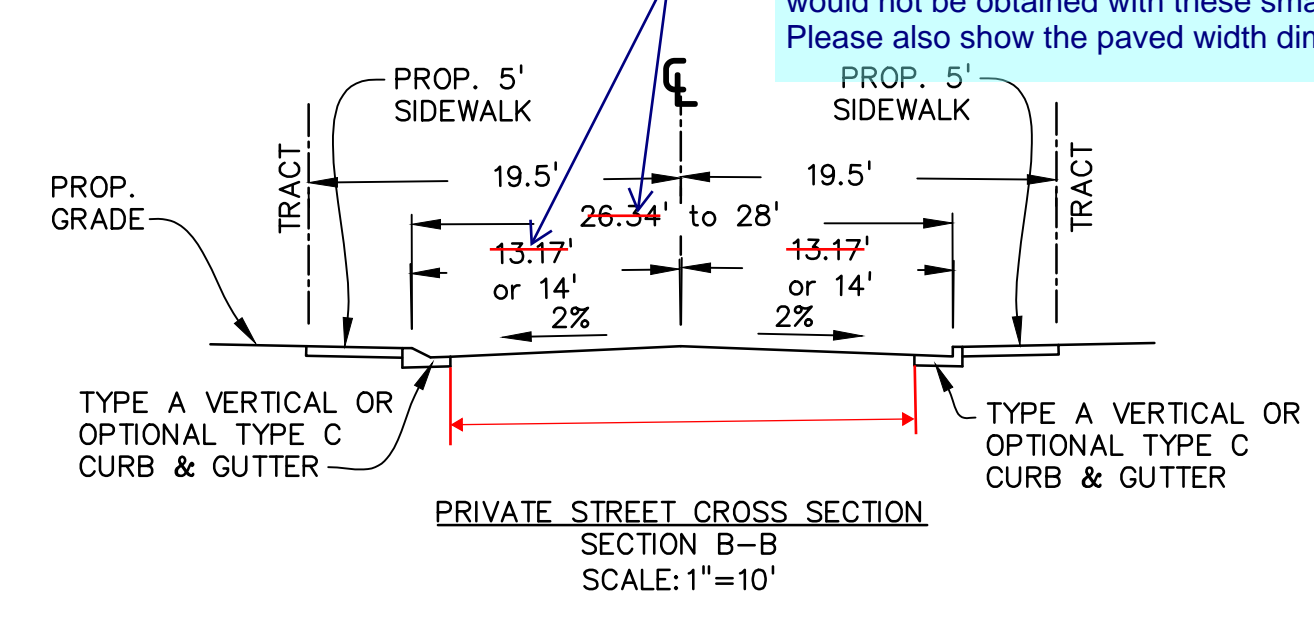 would not be obtained with these sma
Please also show the paved width dim
PROP. 5'
SIDEWALK
CL
PROP. 5'
SIDEWALK
TRACT
19.5'
19.5'
TRACT
PROP.
GRADE
26.34' to 28'
13.17'
or 14'
13.17'
or 14'
2%
2%
TYPE A VERTICAL OR
OPTIONAL TYPE C
CURB & GUTTER
TYPE A VERTICAL OR
OPTIONAL TYPE C
CURB & GUTTER
PRIVATE STREET CROSS SECTION
SECTION B-B
SCALE: 1"=10'